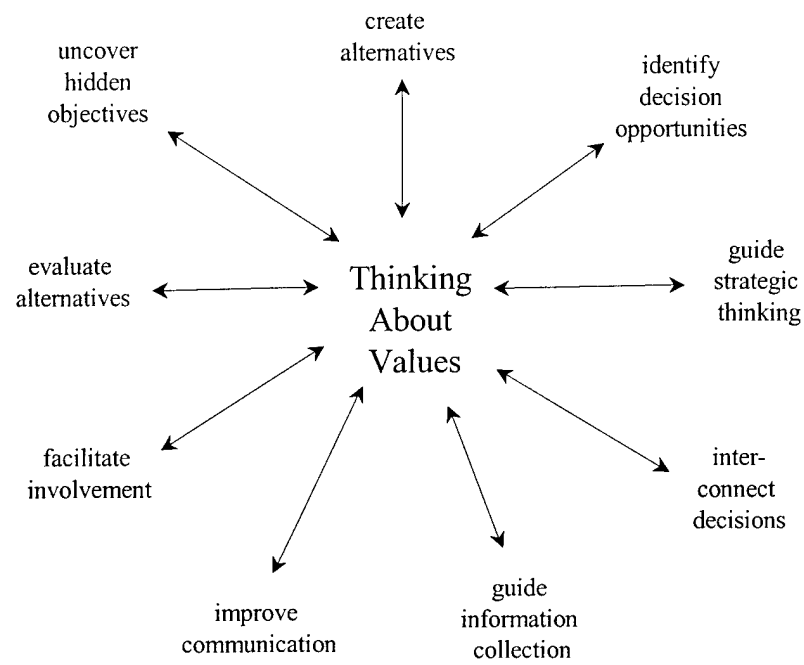 create
alternatives
uncover
hidden
objectives
identify
decision
opportunities
evaluate
alternatives
Thinking
About
Values
guide
strategic
thinking
facilitate
involvement
inter-
connect
decisions
improve
communication
guide
information
collection